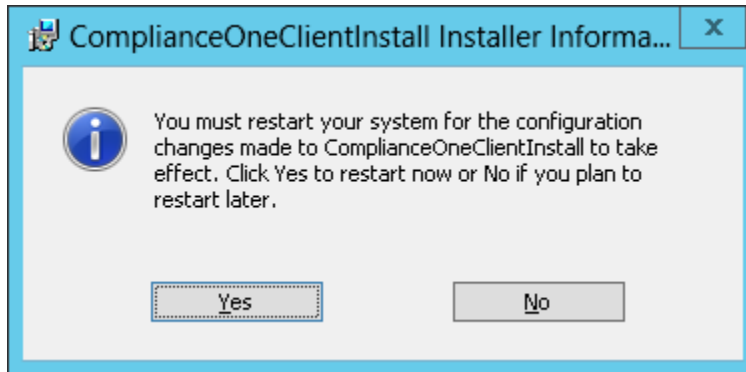 ComplianceOneClientInstall Installer Informa...
You must restart your system for the configuration
changes made to ComplianceOneClientInstall to take
effect. Click Yes to restart now or No if you plan to
restart later.
Yes No